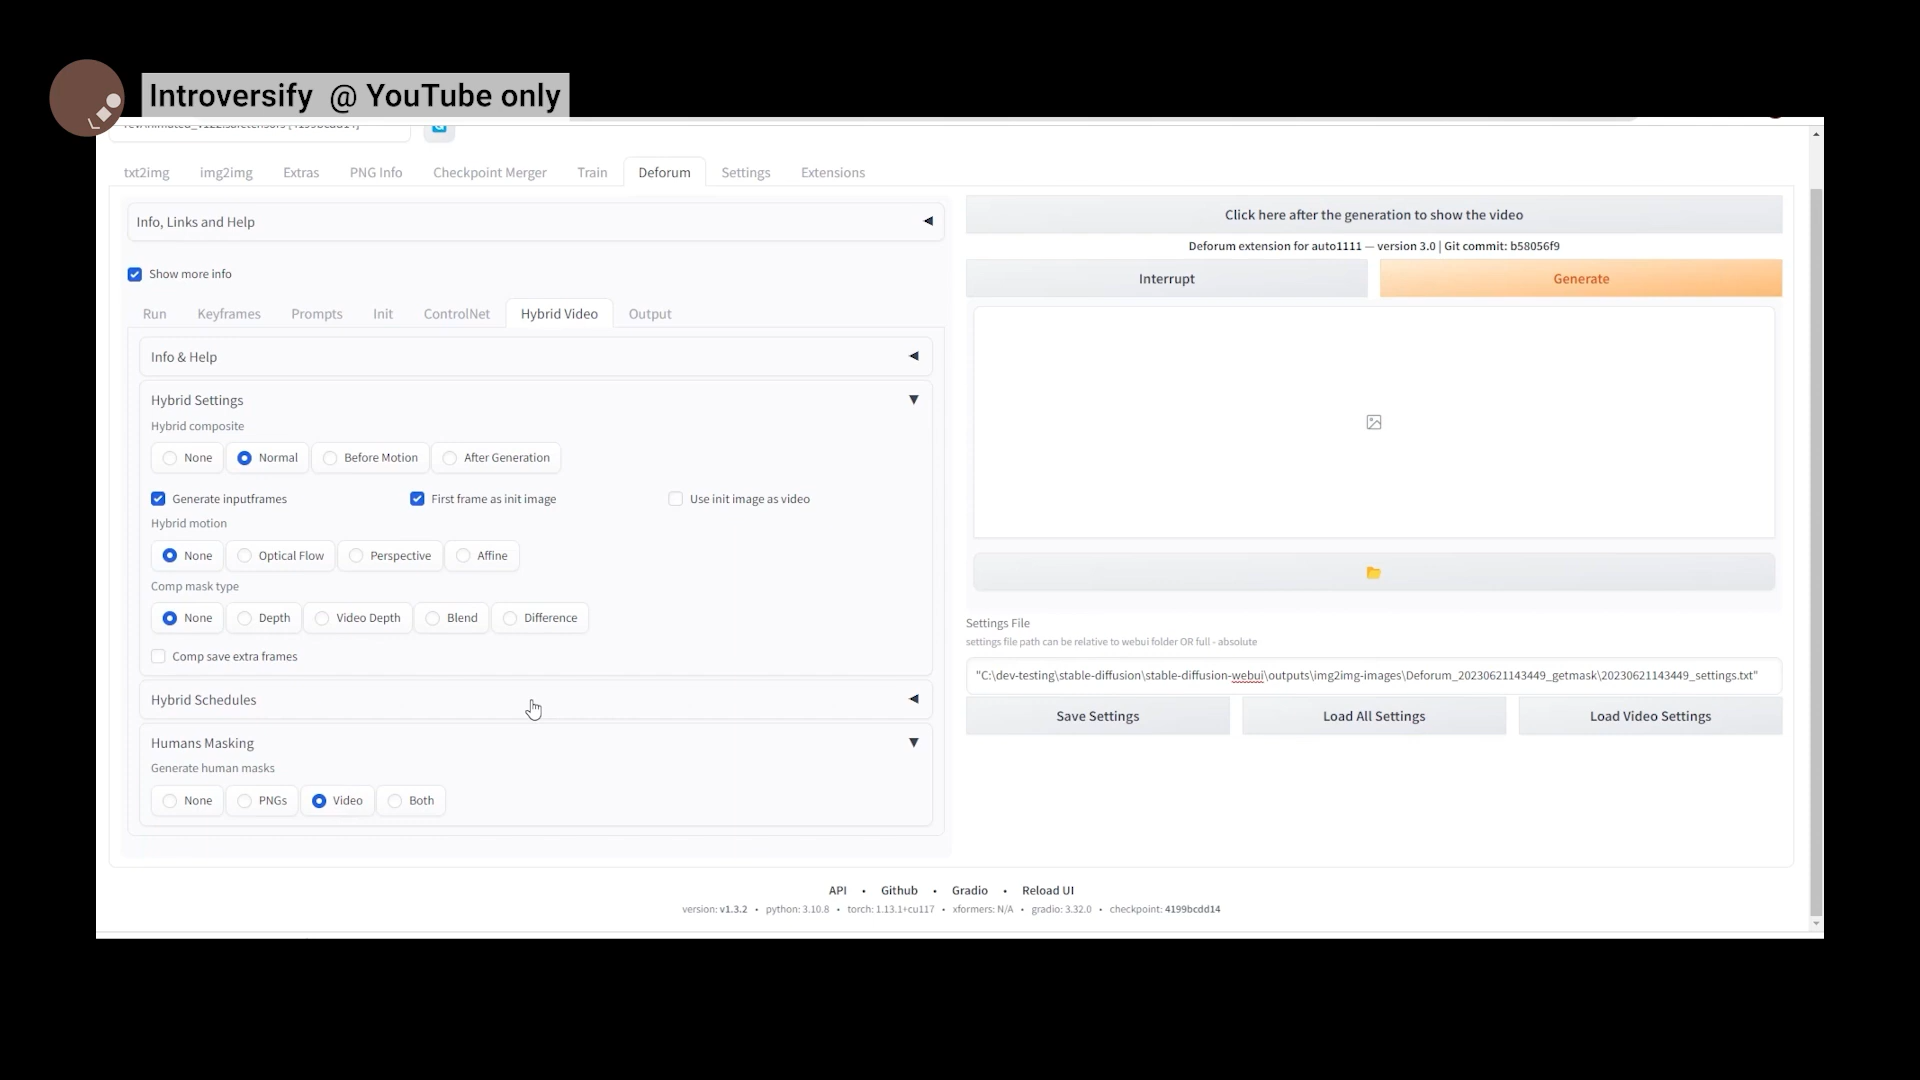 Introversify @ YouTube only
txt2img img2img Extras PNG Info Checkpoint Merger Train Deforum Settings Extensions
Info, Links and Help
Show more info
Run Keyframes Prompts Init ControlNet Hybrid Video Output
Info & Help
Hybrid Settings
Hybrid composite
None Normal Before Motion After Generation
Generate inputframes First frame as init image Use init image as video
Hybrid motion
None Optical Flow Perspective Affine
Comp mask type
None Depth Video Depth Blend Difference
Comp save extra frames
Hybrid Schedules
Humans Masking
Generate human masks
None PNGs Video Both
Click here after the generation to show the video
Deforum extension for auto1111 — version 3.0 | Git commit: b58056f9
Interrupt Generate
Settings File
settings file path can be relative to webui folder OR full - absolute
"C:\dev-testing\stable-diffusion\stable-diffusion-webui\outputs\img2img-images\Deforum_20230621143449_getmask\20230621143449_settings.txt"
Save Settings Load All Settings Load Video Settings
API • Github • Gradio • Reload UI
version: v1.3.2 • python: 3.10.8 • torch: 1.13.1+cu117 • xformers: N/A • gradio: 3.32.0 • checkpoint: 4199bcdd14